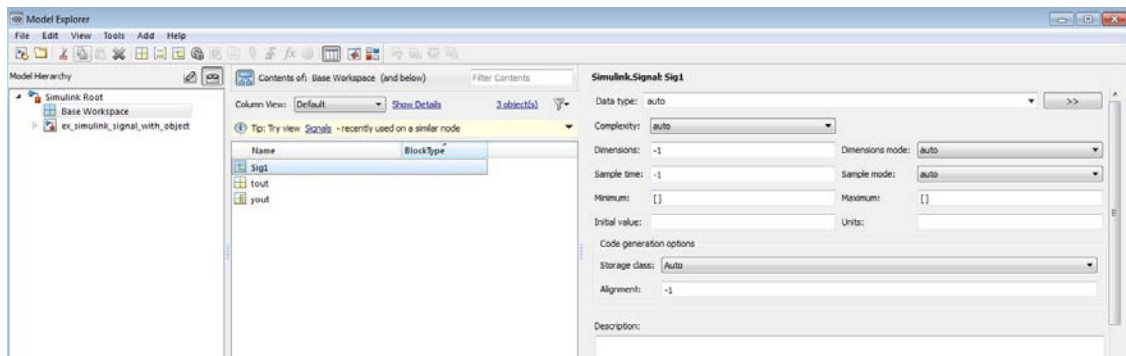 Model Explorer
File Edit View Tools Add Help
Model Hierarchy
Simulink Root
Base Workspace
ex_simulink_signal_with_object
Contents of: Base Workspace (and below)
Filter Contents
Column View: Default Show Details 3 object(s)
Tip: Try view Signals - recently used on a similar node
Name BlockType
Sig1
tout
yout
Simulink.Signal: Sig1
Data type: auto >>
Complexity: auto
Dimensions: -1 Dimensions mode: auto
Sample time: -1 Sample mode: auto
Minimum: [] Maximum: []
Initial value: Units:
Code generation options
Storage class: Auto
Alignment: -1
Description: